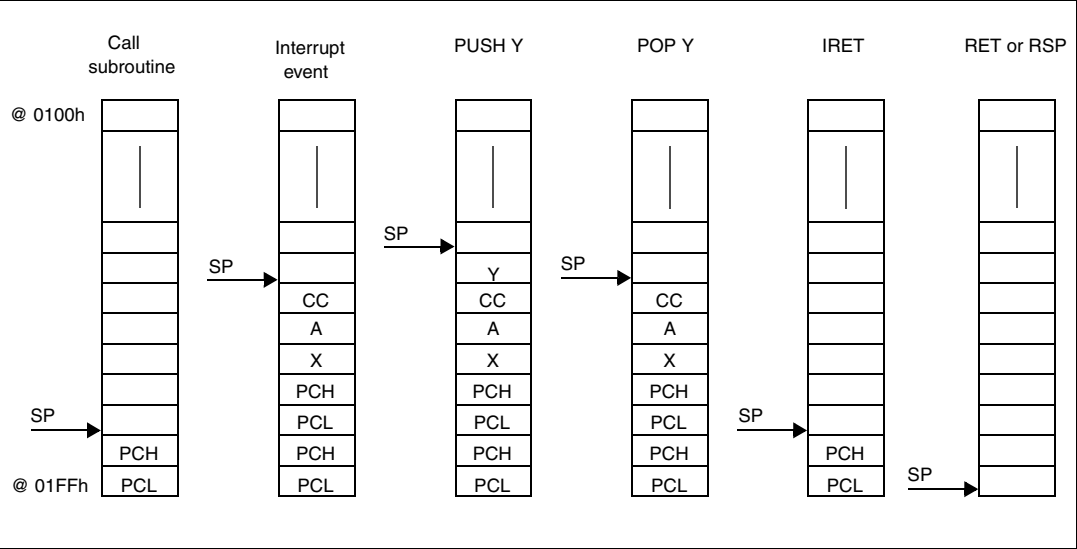 Call
subroutine
Interrupt
event
PUSH Y
POP Y
IRET
RET or RSP
@ 0100h
SP
SP
Y
SP
CC
CC
CC
A
A
A
X
X
X
PCH
PCH
PCH
SP
PCL
PCL
PCL
SP
PCH
PCH
PCH
PCH
PCH
@ 01FFh
PCL
PCL
PCL
PCL
PCL
SP